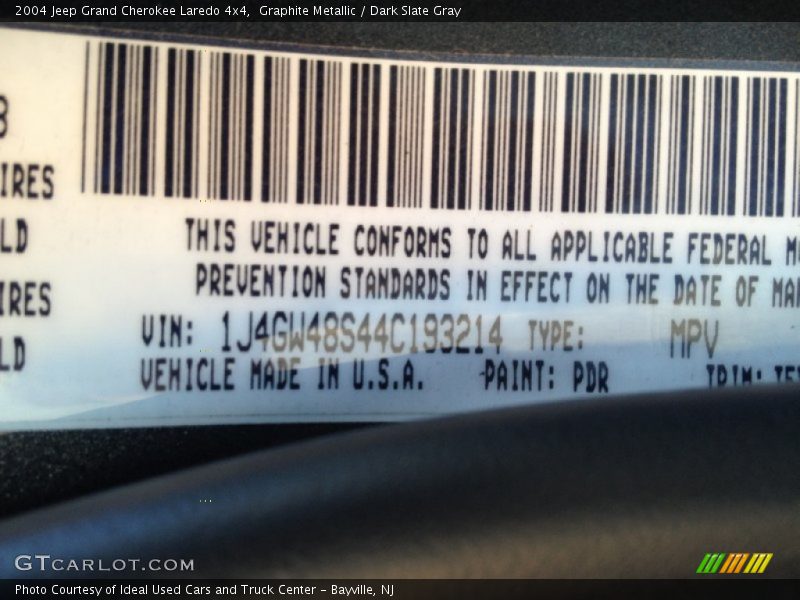 2004 Jeep Grand Cherokee Laredo 4x4, Graphite Metallic / Dark Slate Gray
IRES
LD
IRES
LD
THIS VEHICLE CONFORMS TO ALL APPLICABLE FEDERAL
PREVENTION STANDARDS IN EFFECT ON THE DATE OF
VIN: 1J4GW48S44C193214 TYPE: MPV
VEHICLE MADE IN U.S.A. PAINT: PDR TRIM:
GTCARLOT.COM
Photo Courtesy of Ideal Used Cars and Truck Center - Bayville, NJ